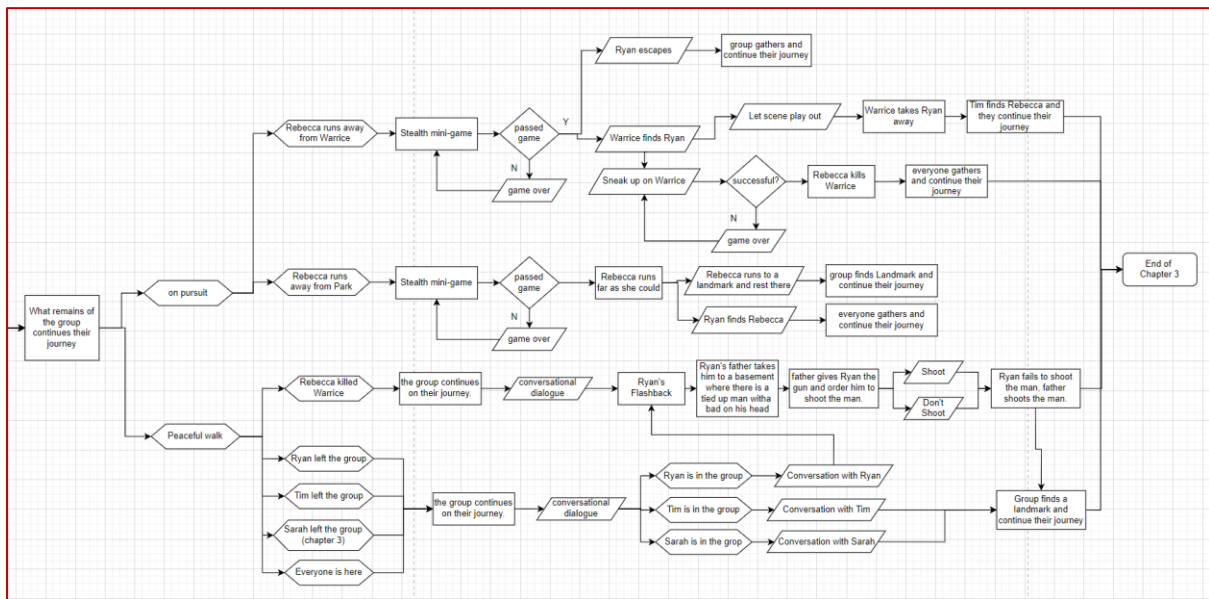 Ryan escapes
group gathers and
continue their journey
Rebecca runs away
from Warrice
Stealth mini-game
passed
game
Y
N
game over
Warrice finds Ryan
Let scene play out
Warrice takes Ryan
away
Tim finds Rebecca and
they continue their
journey
Sneak up on Warrice
successful?
N
game over
Rebecca kills
Warrice
everyone gathers
and continue their
journey
End of
Chapter 3
What remains of
the group
continues their
journey
on pursuit
Rebecca runs
away from Park
Stealth mini-game
passed
game
N
game over
Rebecca runs
far as she could
Rebecca runs to a
landmark and rest there
group finds Landmark and
continue their journey
Ryan finds Rebecca
everyone gathers and
continue their journey
Peaceful walk
Rebecca killed
Warrice
the group continues
on their journey.
conversational
dialogue
Ryan's
Flashback
Ryan's father takes
him to a basement
where there is a
tied up man witha
bad on his head
father gives Ryan the
gun and order him to
shoot the man.
Shoot
Don't
Shoot
Ryan fails to shoot
the man, father
shoots the man.
Ryan left the group
Tim left the group
Sarah left the group
(chapter 3)
Everyone is here
the group continues
on their journey.
conversational
dialogue
Ryan is in the group
Conversation with Ryan
Tim is in the group
Conversation with Tim
Sarah is in the grop
Conversation with Sarah
Group finds a
landmark and
continue their journey